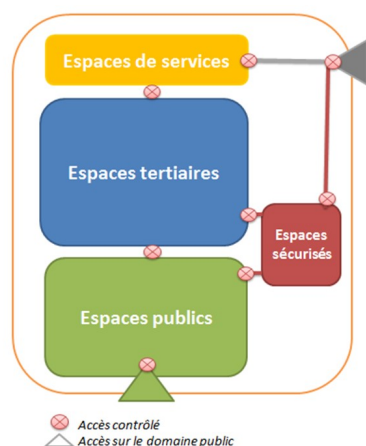 Espaces de services
Espaces tertiaires
Espaces
sécurisés
Espaces publics
Accès contrôlé
Accès sur le domaine public